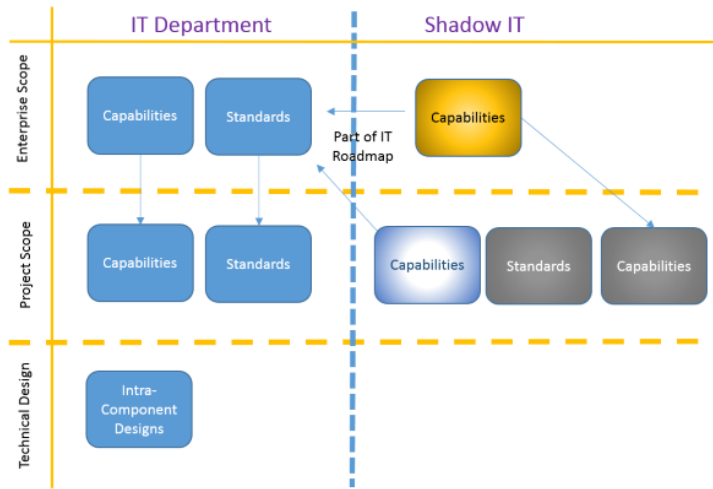 IT Department
Shadow IT
Enterprise Scope
Capabilities
Standards
Part of IT
Roadmap
Capabilities
Project Scope
Capabilities
Standards
Capabilities
Standards
Capabilities
Technical Design
Intra-
Component
Designs